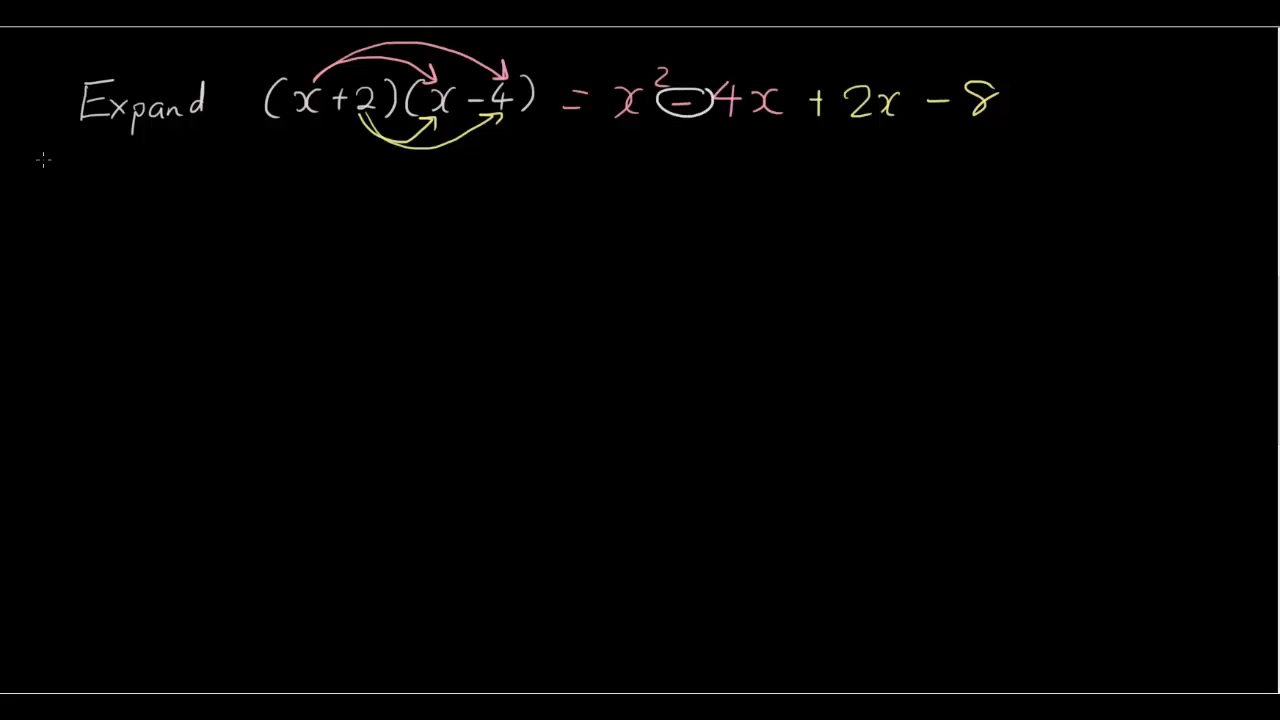 Expand (x+2)(x-4) = x² - 4x + 2x - 8